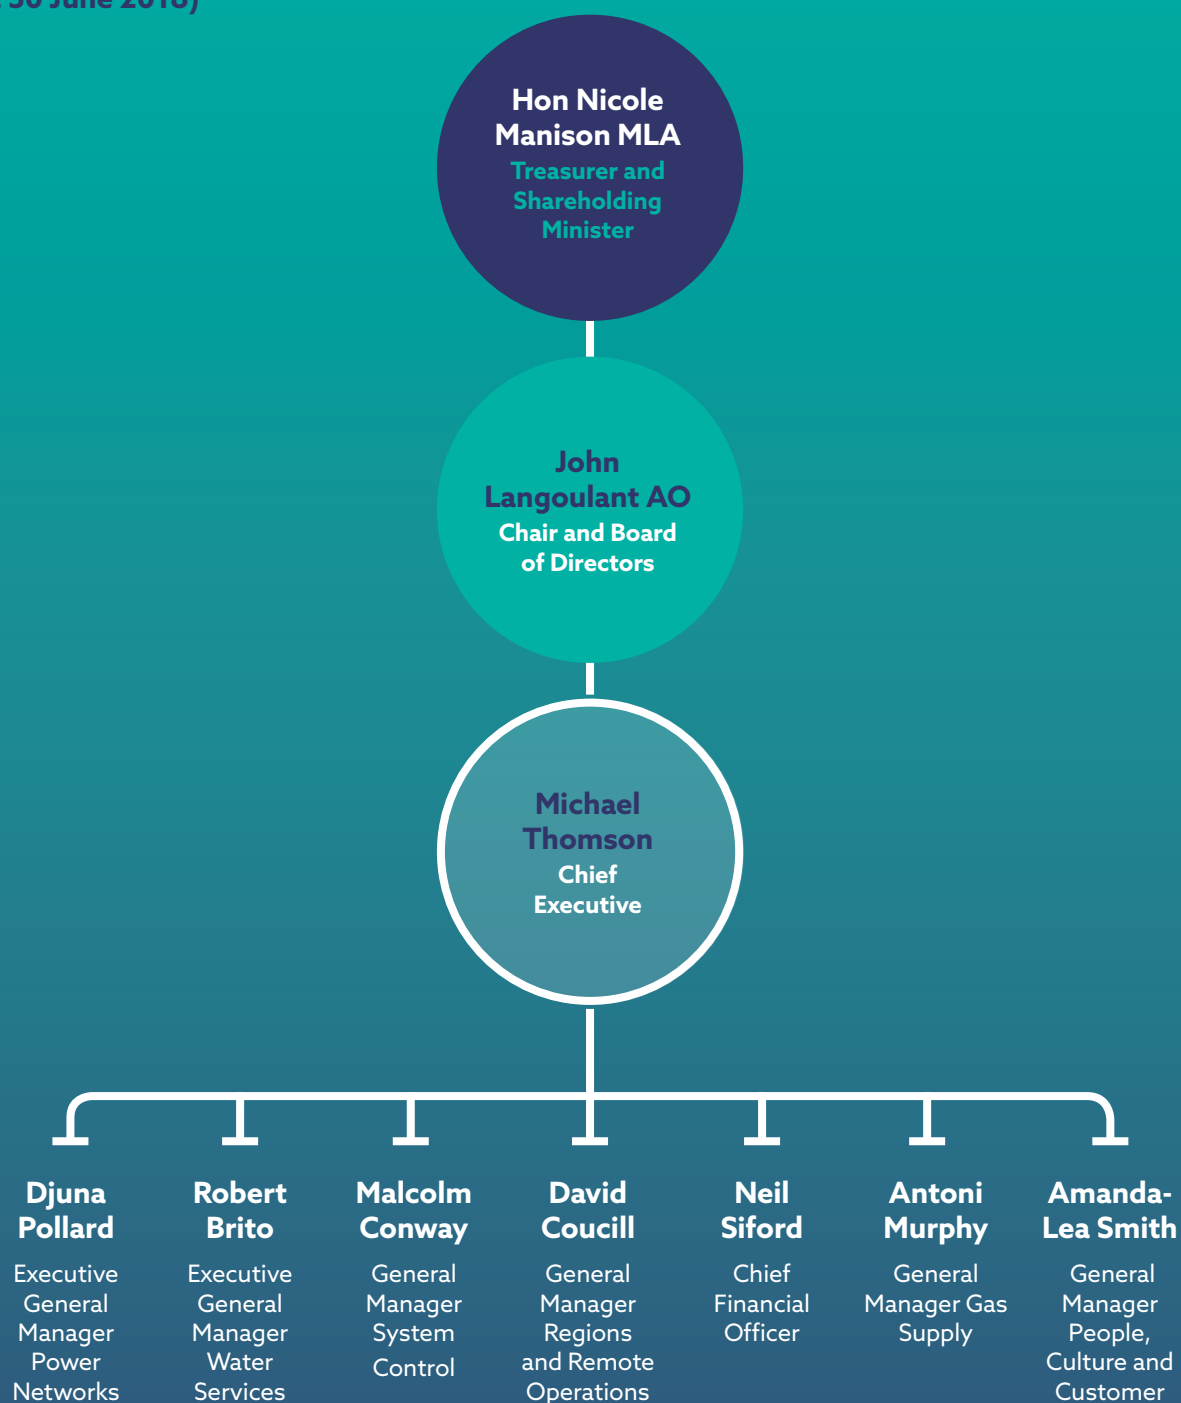 30 June 2018)
Hon Nicole
Manison MLA
Treasurer and
Shareholding
Minister
John
Langoulant AO
Chair and Board
of Directors
Michael
Thomson
Chief
Executive
Djuna
Pollard
Executive
General
Manager
Power
Networks
Robert
Brito
Executive
General
Manager
Water
Services
Malcolm
Conway
General
Manager
System
Control
David
Coucill
General
Manager
Regions
and Remote
Operations
Neil
Siford
Chief
Financial
Officer
Antoni
Murphy
General
Manager Gas
Supply
Amanda-
Lea Smith
General
Manager
People,
Culture and
Customer